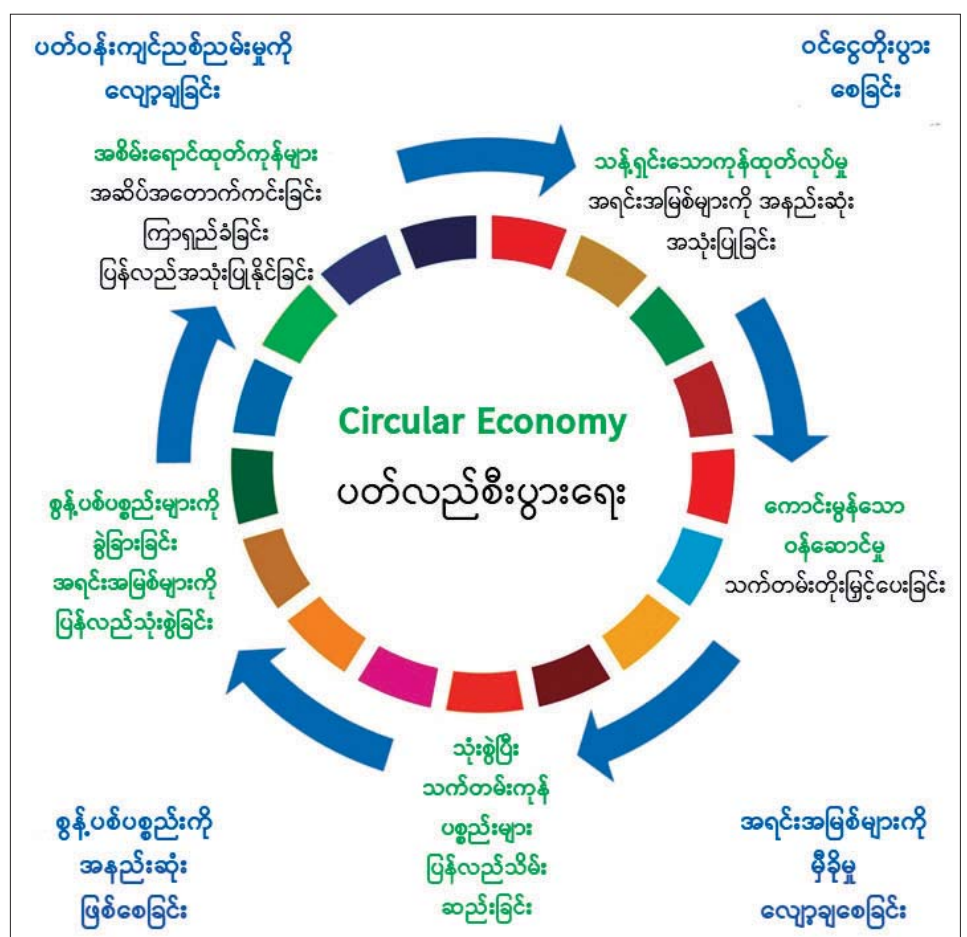 ပတ်ဝန်းကျင်ညစ်ညမ်းမှုကို
လျော့ချခြင်း
ဝင်ငွေတိုးပွား
စေခြင်း
အစိမ်းရောင်ထုတ်ကုန်များ
အဆိပ်အတောက်ကင်းခြင်း
ကြာရှည်ခံခြင်း
ပြန်လည်အသုံးပြုနိုင်ခြင်း
သန့်ရှင်းသောကုန်ထုတ်လုပ်မှု
အရင်းအမြစ်များကို အနည်းဆုံး
အသုံးပြုခြင်း
Circular Economy
ပတ်လည်စီးပွားရေး
စွန့်ပစ်ပစ္စည်းများကို
ခွဲခြားခြင်း
အရင်းအမြစ်များကို
ပြန်လည်သုံးစွဲခြင်း
ကောင်းမွန်သော
ဝန်ဆောင်မှု
သက်တမ်းတိုးမြှင့်ပေးခြင်း
သုံးစွဲပြီး
သက်တမ်းကုန်
ပစ္စည်းများ
ပြန်လည်သိမ်း
ဆည်းခြင်း
စွန့်ပစ်ပစ္စည်းကို
အနည်းဆုံး
ဖြစ်စေခြင်း
အရင်းအမြစ်များကို
မှီခိုမှု
လျော့ချစေခြင်း